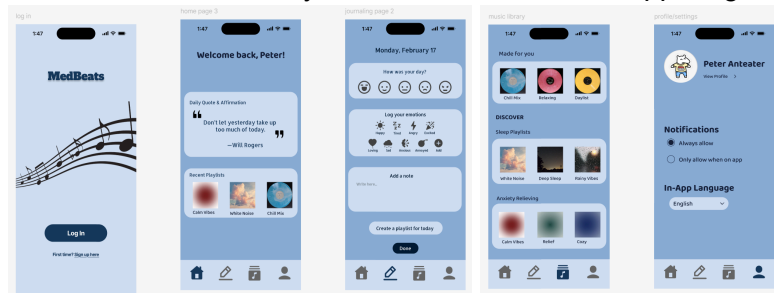 log in
1:47
MedBeats
Log In
First time? Sign up here
home page 3
1:47
Welcome back, Peter!
Daily Quote & Affirmation
“
Don't let yesterday take up
too much of today.
”
—Will Rogers
Recent Playlists
Calm Vibes White Noise Chill Mix
journaling page 2
1:47
Monday, February 17
How was your day?
Log your emotions
Happy Tired Angry Excited
Loving Sad Anxious Annoyed Add
Add a note
Write here...
Create a playlist for today
Done
music library
1:47
Made for you
Chill Mix Relaxing Daylist
DISCOVER
Sleep Playlists
White Noise Deep Sleep Rainy Vibes
Anxiety Relieving
Calm Vibes Relief Cozy
profile/settings
1:47
Peter Anteater
View Profile >
Notifications
Always allow
Only allow when on app
In-App Language
English